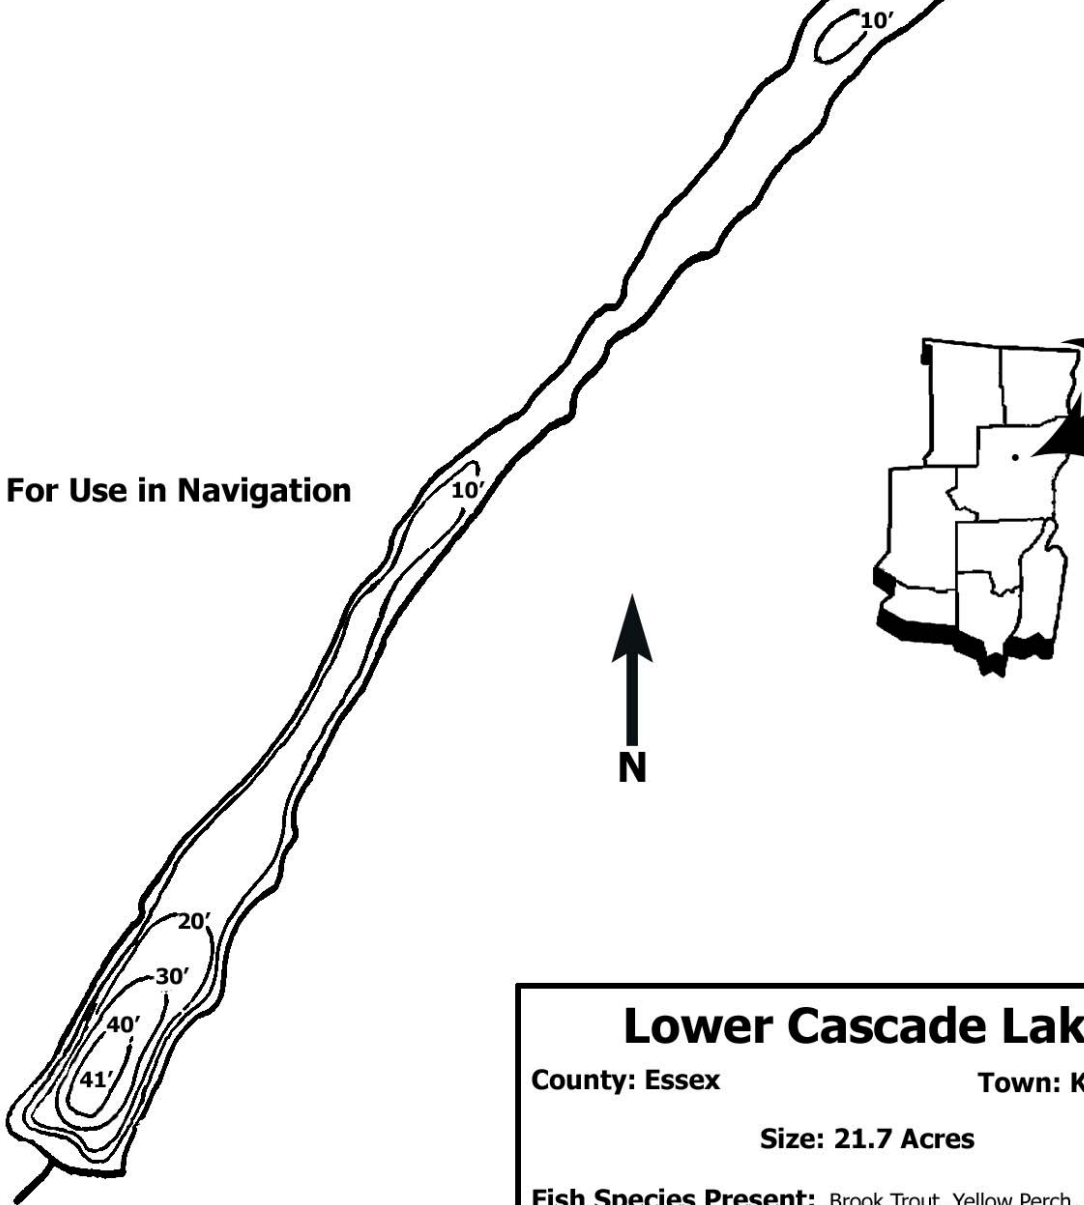 10'
For Use in Navigation
10'
N
20'
30'
40'
41'
Lower Cascade Lak
County: Essex
Town: K
Size: 21.7 Acres
Fish Species Present: Brook Trout, Yellow Perch,